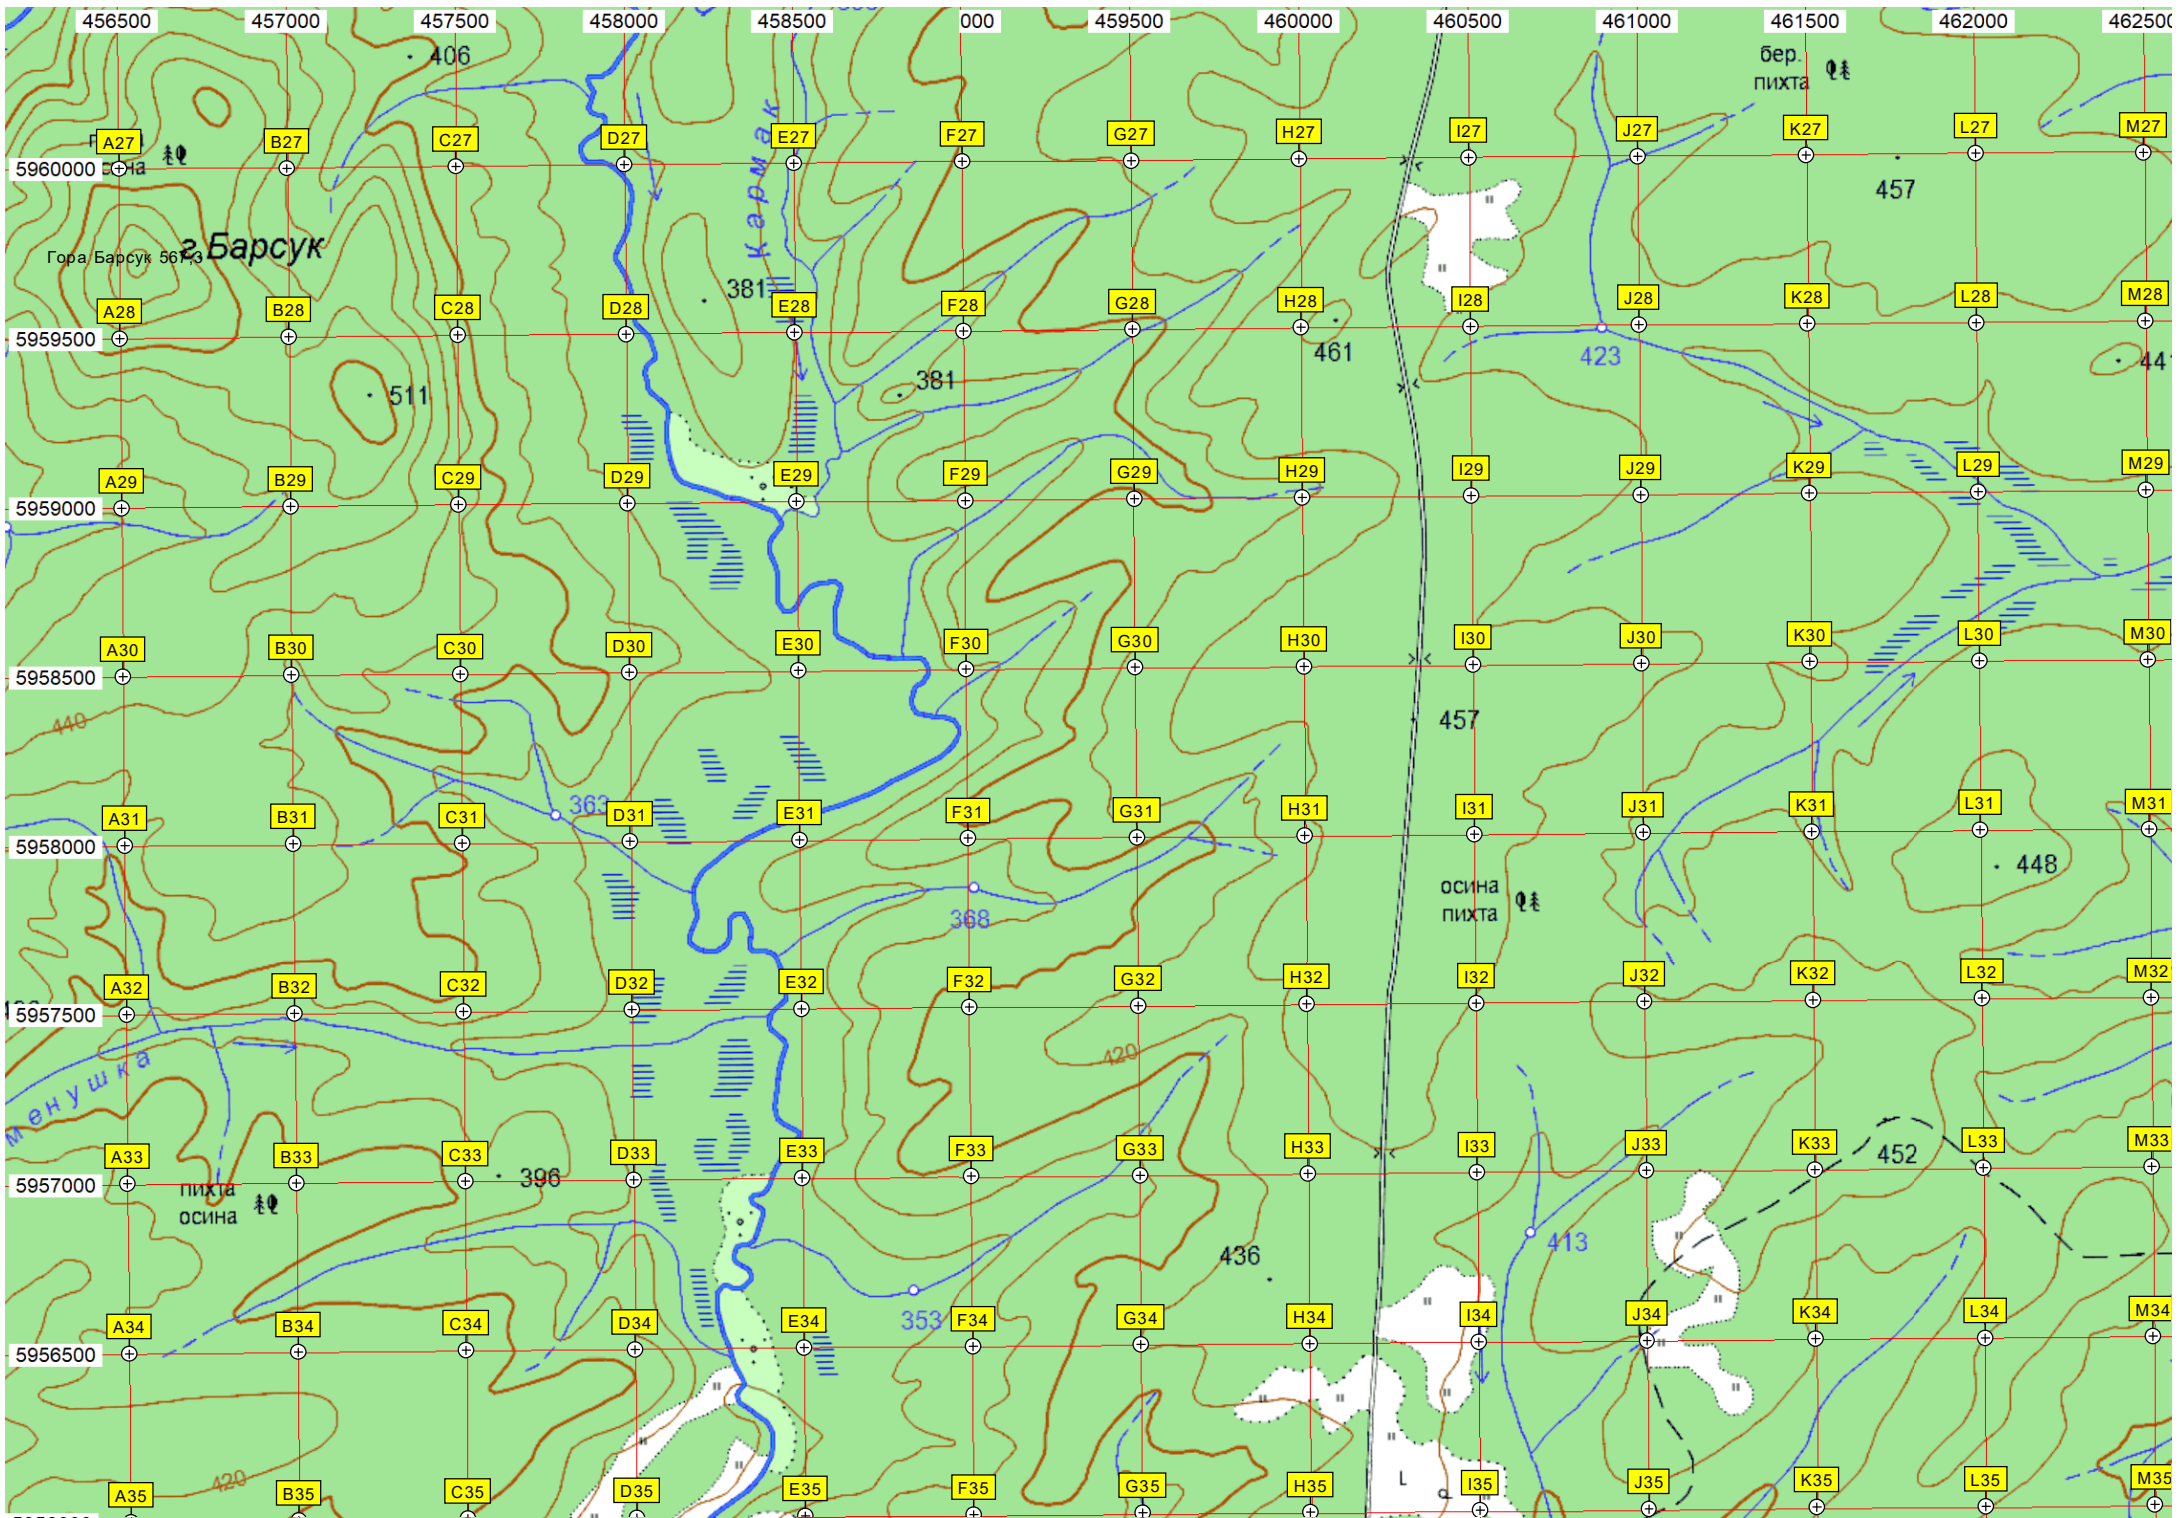 456500 457000 457500 458000 458500 000 459500 460000 460500 461000 461500 462000 462500
406
бер.
пихта
A27 B27 C27 D27 E27 F27 G27 H27 I27 J27 K27 L27 M27
5960000
Кармак
457
г.Барсук
Гора Барсук 567,3
381
A28 B28 C28 D28 E28 F28 G28 H28 I28 J28 K28 L28 M28
5959500
461
423
441
511
381
A29 B29 C29 D29 E29 F29 G29 H29 I29 J29 K29 L29 M29
5959000
A30 B30 C30 D30 E30 F30 G30 H30 I30 J30 K30 L30 M30
5958500
440
457
363
A31 B31 C31 D31 E31 F31 G31 H31 I31 J31 K31 L31 M31
5958000
448
осина
пихта
368
A32 B32 C32 D32 E32 F32 G32 H32 I32 J32 K32 L32 M32
5957500
420
менушка
A33 B33 C33 D33 E33 F33 G33 H33 I33 J33 K33 L33 M33
452
5957000
396
пихта
осина
436
413
353
A34 B34 C34 D34 E34 F34 G34 H34 I34 J34 K34 L34 M34
5956500
420
A35 B35 C35 D35 E35 F35 G35 H35 I35 J35 K35 L35 M35